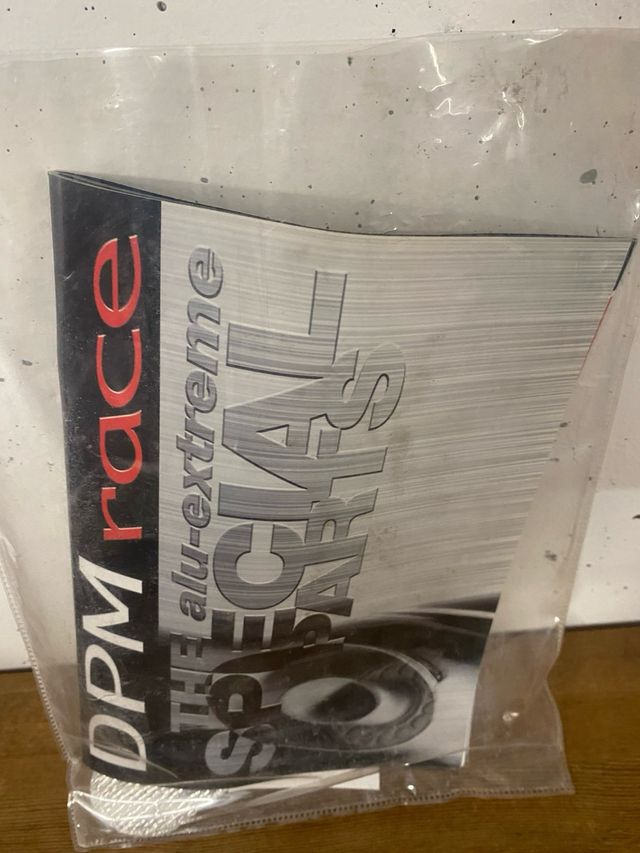 DPM race
THE alu-extreme
SPECIAL
PARTS